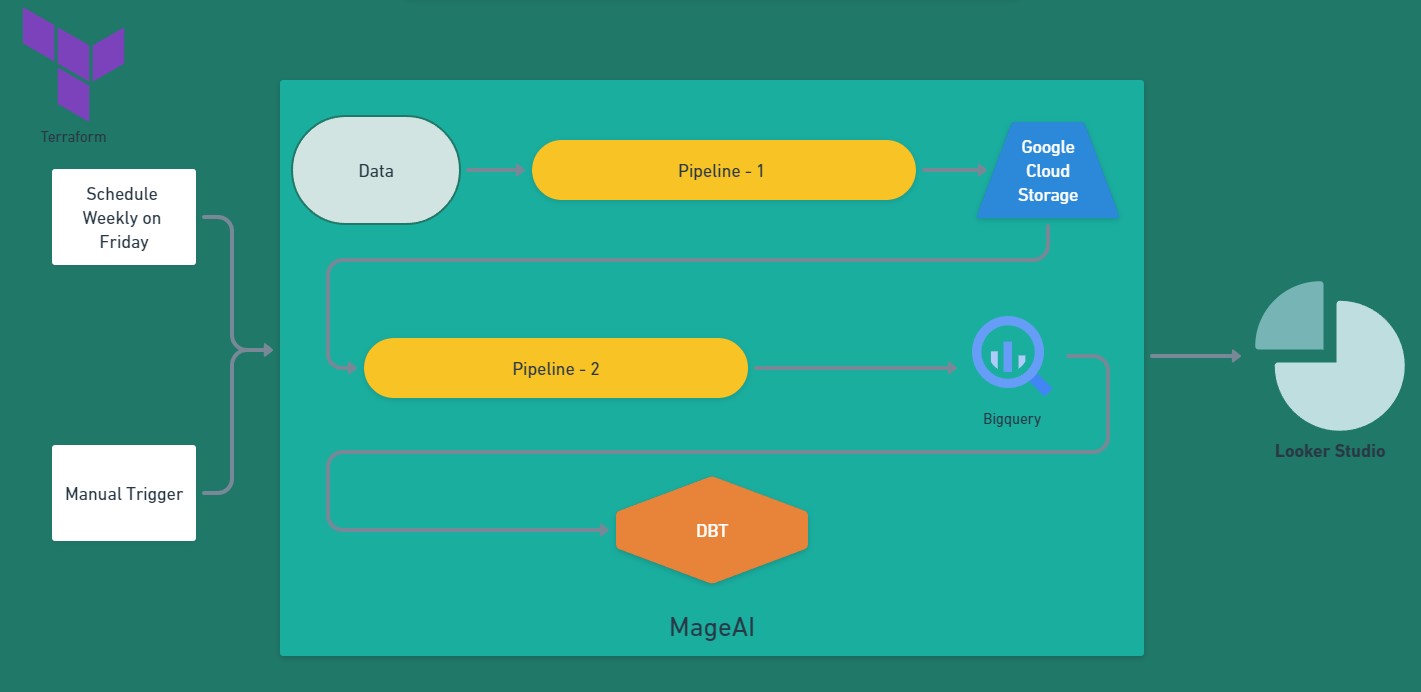 Terraform
Schedule
Weekly on
Friday
Manual Trigger
Data
Pipeline - 1
Google
Cloud
Storage
Pipeline - 2
Bigquery
DBT
MageAI
Looker Studio